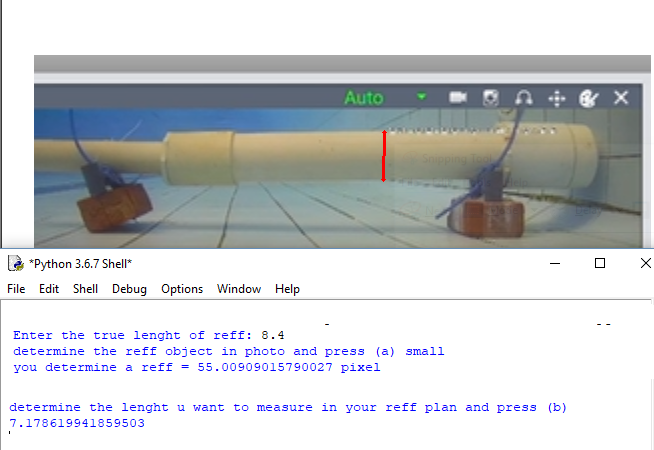 Auto
*Python 3.6.7 Shell*
File Edit Shell Debug Options Window Help
Enter the true lenght of reff: 8.4
determine the reff object in photo and press (a) small
you determine a reff = 55.00909015790027 pixel
determine the lenght u want to measure in your reff plan and press (b)
7.178619941859503